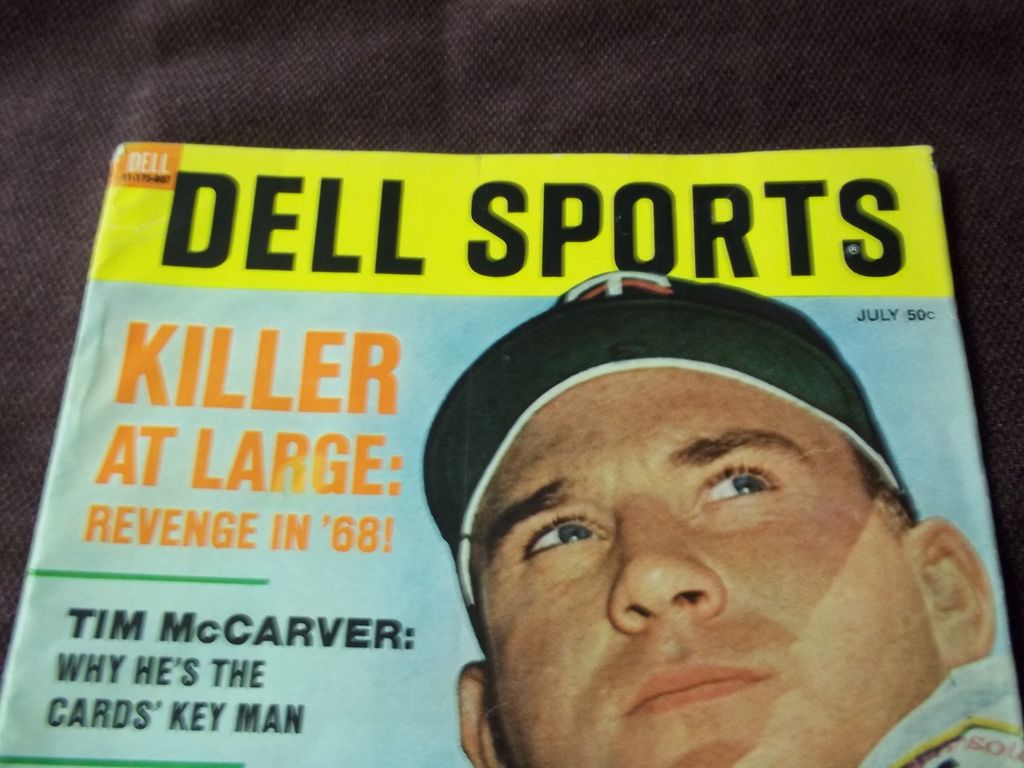 DELL
DELL SPORTS
®
JULY 50c
KILLER
AT LARGE:
REVENGE IN '68!
TIM McCARVER:
WHY HE'S THE
CARDS' KEY MAN